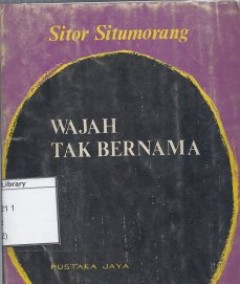 Sitor Situmorang
WAJAH
TAK BERNAMA
Library
PUSTAKA JAYA